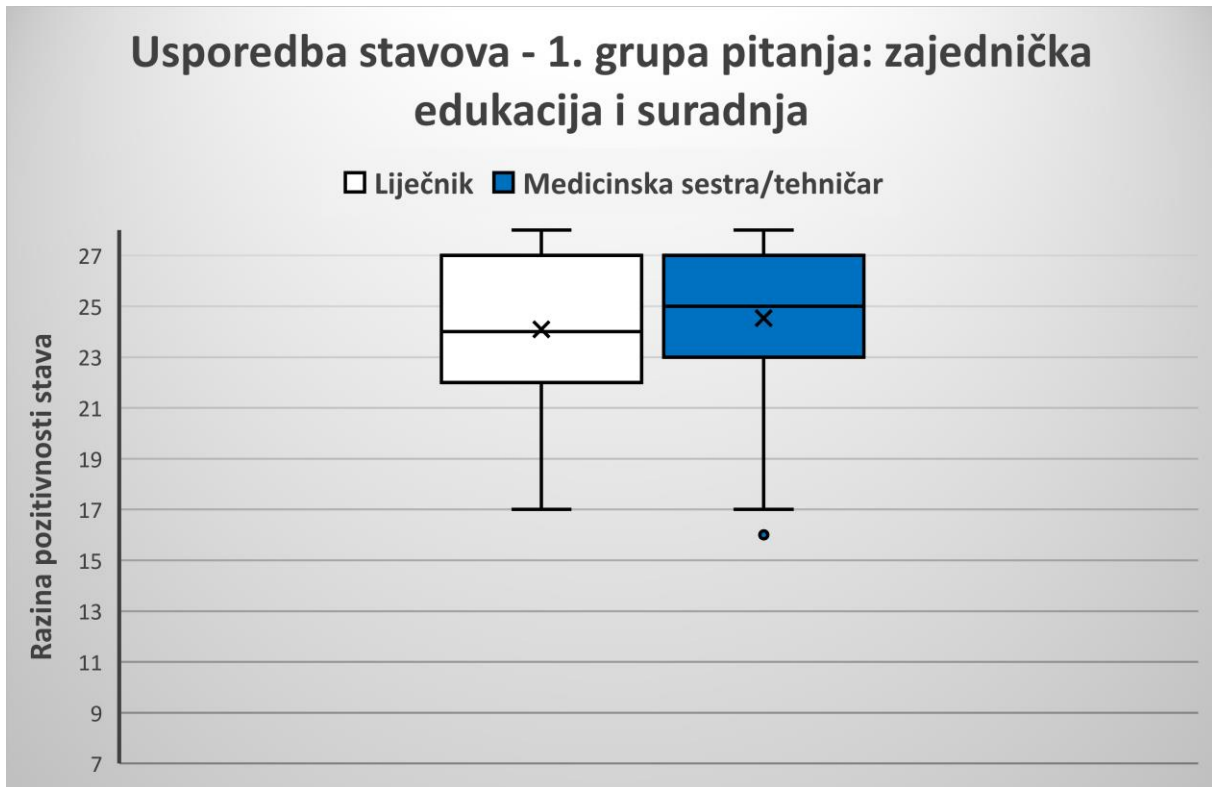 Usporedba stavova - 1. grupa pitanja: zajednička
edukacija i suradnja
Liječnik Medicinska sestra/tehničar
Razina pozitivnosti stava
27
25
23
21
19
17
15
13
11
9
7